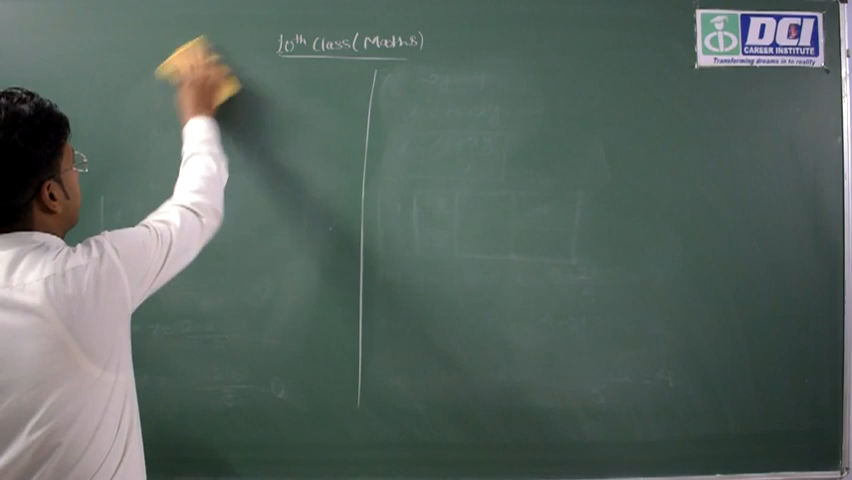 10th Class (Maths)
DCI
CAREER INSTITUTE
Transforming dreams in to reality